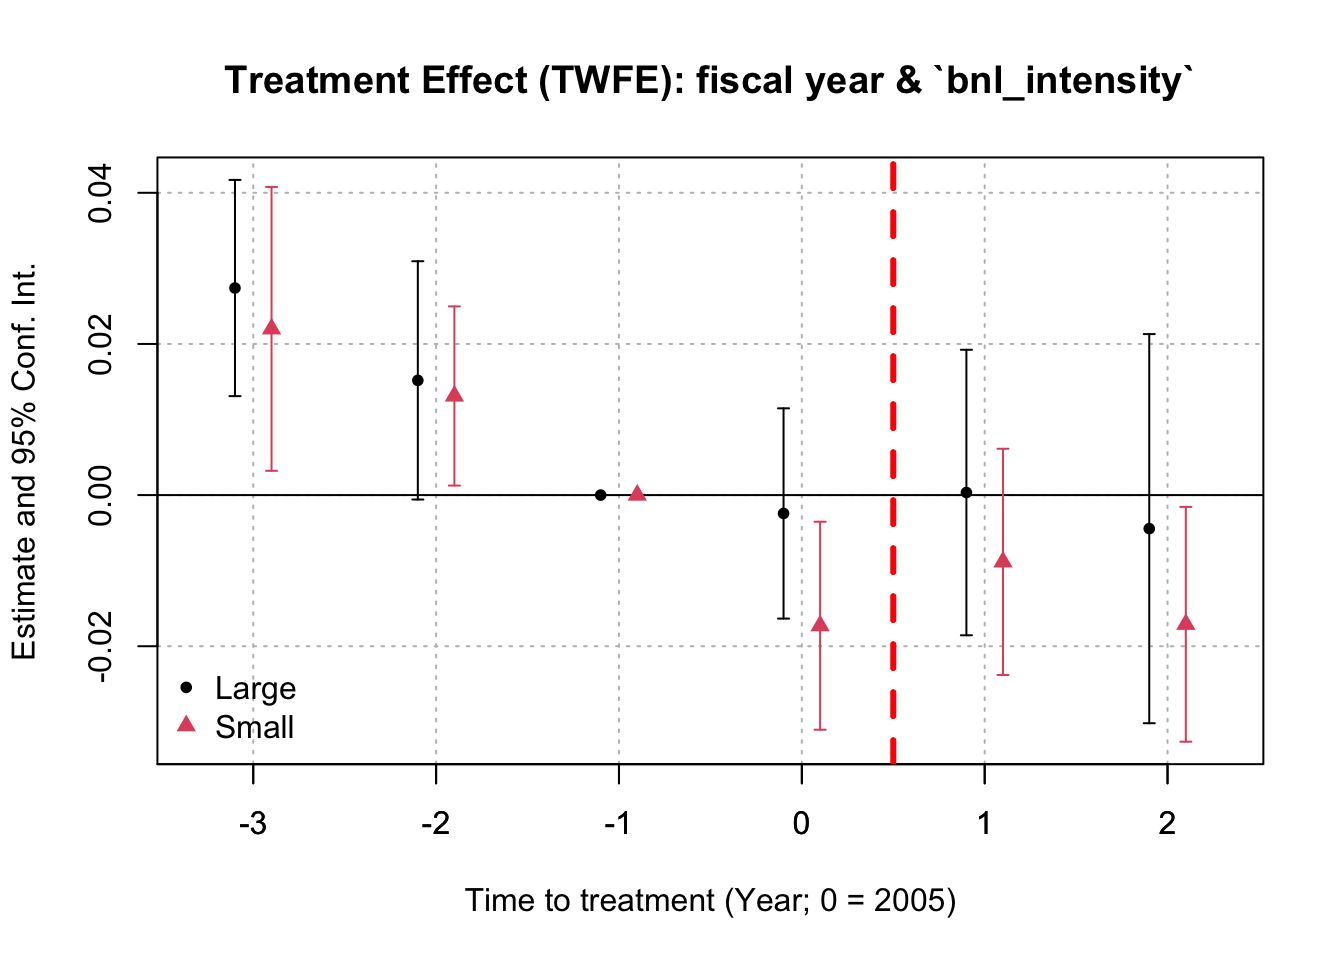 Treatment Effect (TWFE): fiscal year & `bnl_intensity`
Estimate and 95% Conf. Int.
0.04
0.02
0.00
-0.02
Large
Small
-3 -2 -1 0 1 2
Time to treatment (Year; 0 = 2005)